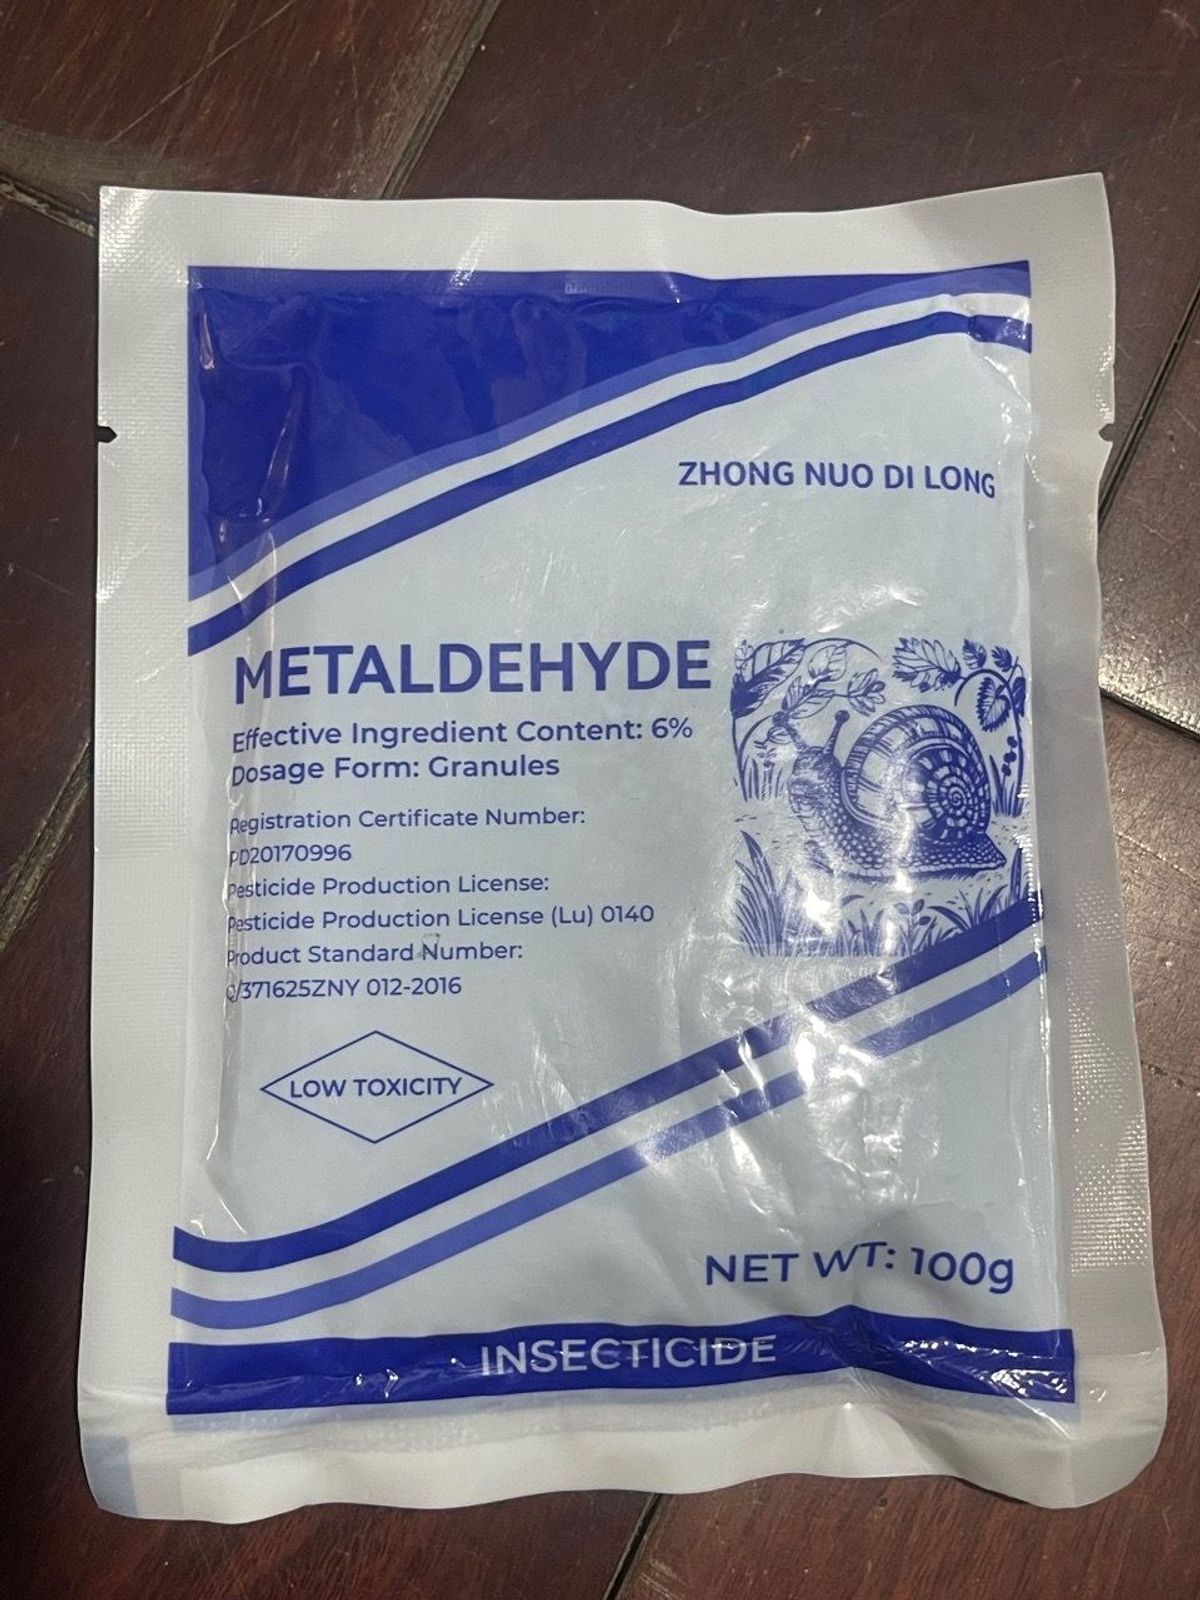 ZHONG NUO DI LONG
METALDEHYDE
Effective Ingredient Content: 6%
Dosage Form: Granules
Registration Certificate Number:
PD20170996
Pesticide Production License:
Pesticide Production License (Lu) 0140
Product Standard Number:
Q/371625ZNY 012-2016
LOW TOXICITY
NET WT: 100g
INSECTICIDE